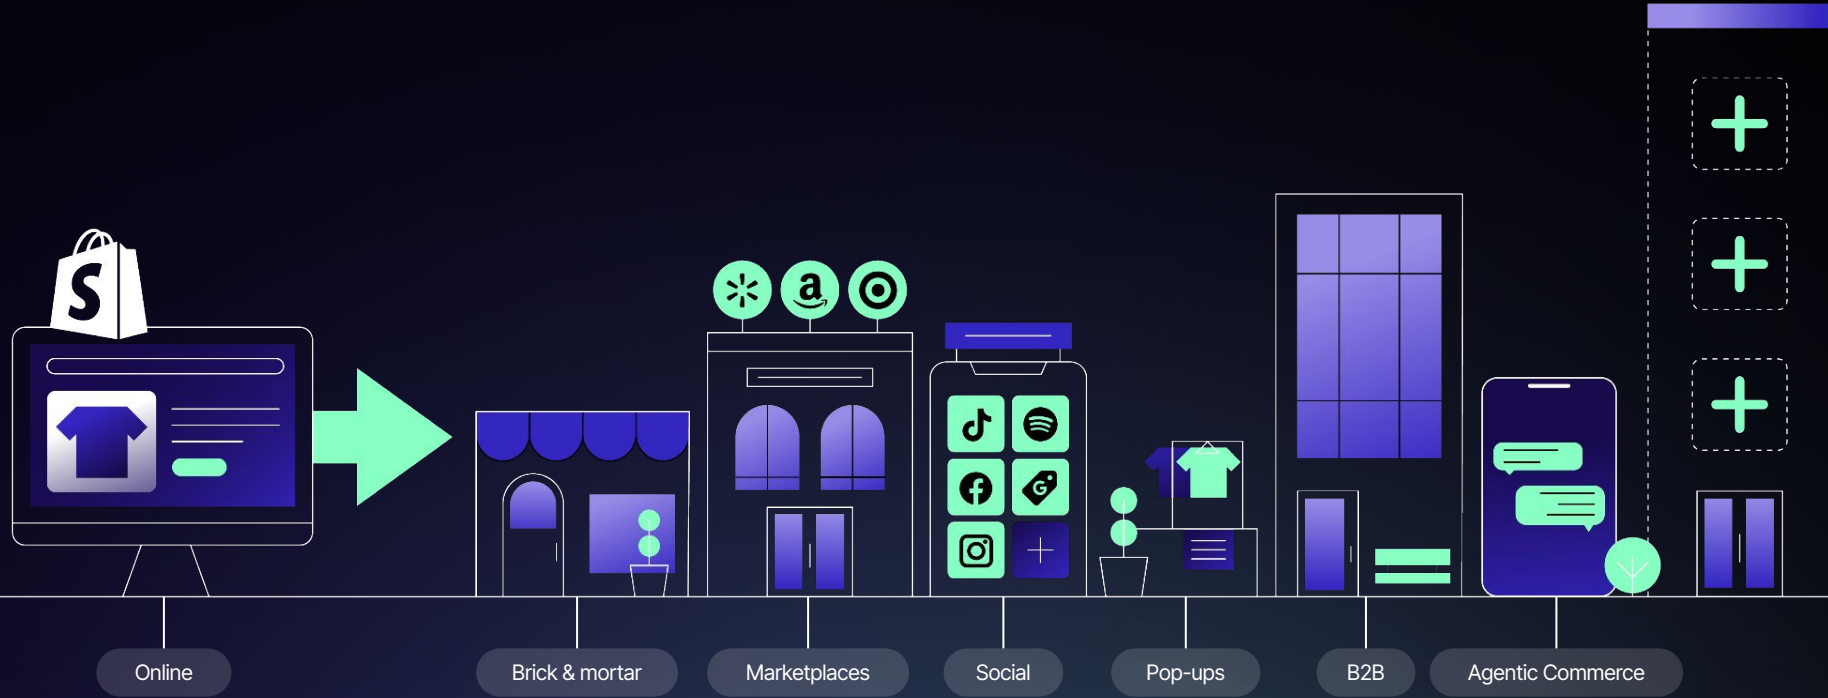 S
a
G
Online
Brick & mortar
Marketplaces
Social
Pop-ups
B2B
Agentic Commerce